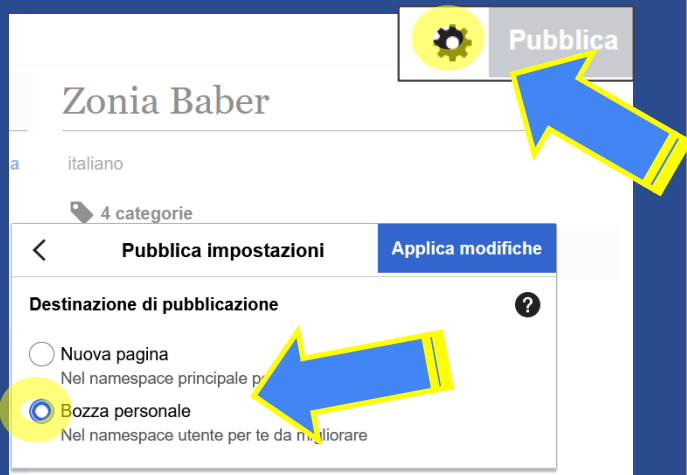 Pubblica
Zonia Baber
a
italiano
4 categorie
Pubblica impostazioni
Applica modifiche
Destinazione di pubblicazione
?
Nuova pagina
Nel namespace principale
Bozza personale
Nel namespace utente per te da migliorare